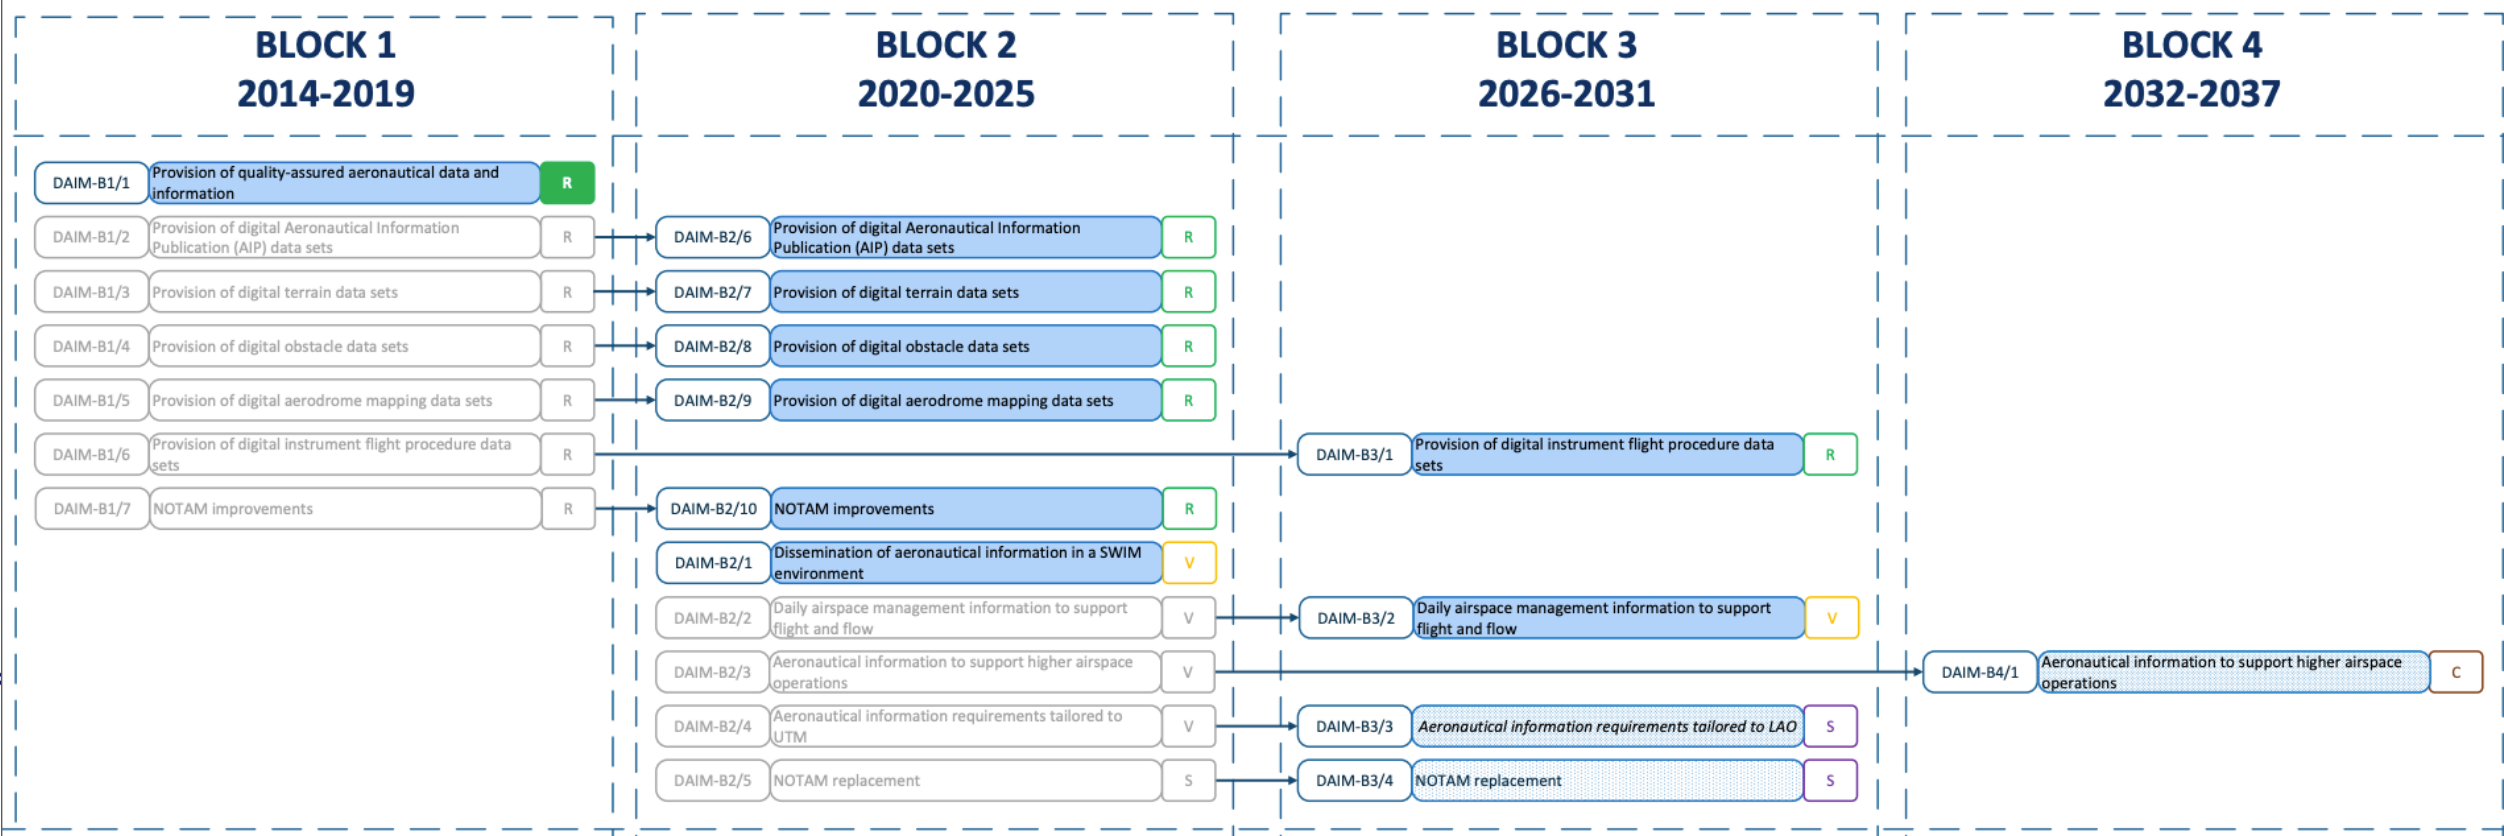 BLOCK 1
2014-2019
BLOCK 2
2020-2025
BLOCK 3
2026-2031
BLOCK 4
2032-2037
DAIM-B1/1
Provision of quality-assured aeronautical data and
information
R
DAIM-B1/2
Provision of digital Aeronautical Information
Publication (AIP) data sets
R
DAIM-B2/6
Provision of digital Aeronautical Information
Publication (AIP) data sets
R
DAIM-B1/3
Provision of digital terrain data sets
R
DAIM-B2/7
Provision of digital terrain data sets
R
DAIM-B1/4
Provision of digital obstacle data sets
R
DAIM-B2/8
Provision of digital obstacle data sets
R
DAIM-B1/5
Provision of digital aerodrome mapping data sets
R
DAIM-B2/9
Provision of digital aerodrome mapping data sets
R
DAIM-B1/6
Provision of digital instrument flight procedure data
sets
R
DAIM-B3/1
Provision of digital instrument flight procedure data
sets
R
DAIM-B1/7
NOTAM improvements
R
DAIM-B2/10
NOTAM improvements
R
DAIM-B2/1
Dissemination of aeronautical information in a SWIM
environment
V
DAIM-B2/2
Daily airspace management information to support
flight and flow
V
DAIM-B3/2
Daily airspace management information to support
flight and flow
V
DAIM-B2/3
Aeronautical information to support higher airspace
operations
V
DAIM-B4/1
Aeronautical information to support higher airspace
operations
C
DAIM-B2/4
Aeronautical information requirements tailored to
UTM
V
DAIM-B3/3
Aeronautical information requirements tailored to LAO
S
DAIM-B2/5
NOTAM replacement
S
DAIM-B3/4
NOTAM replacement
S